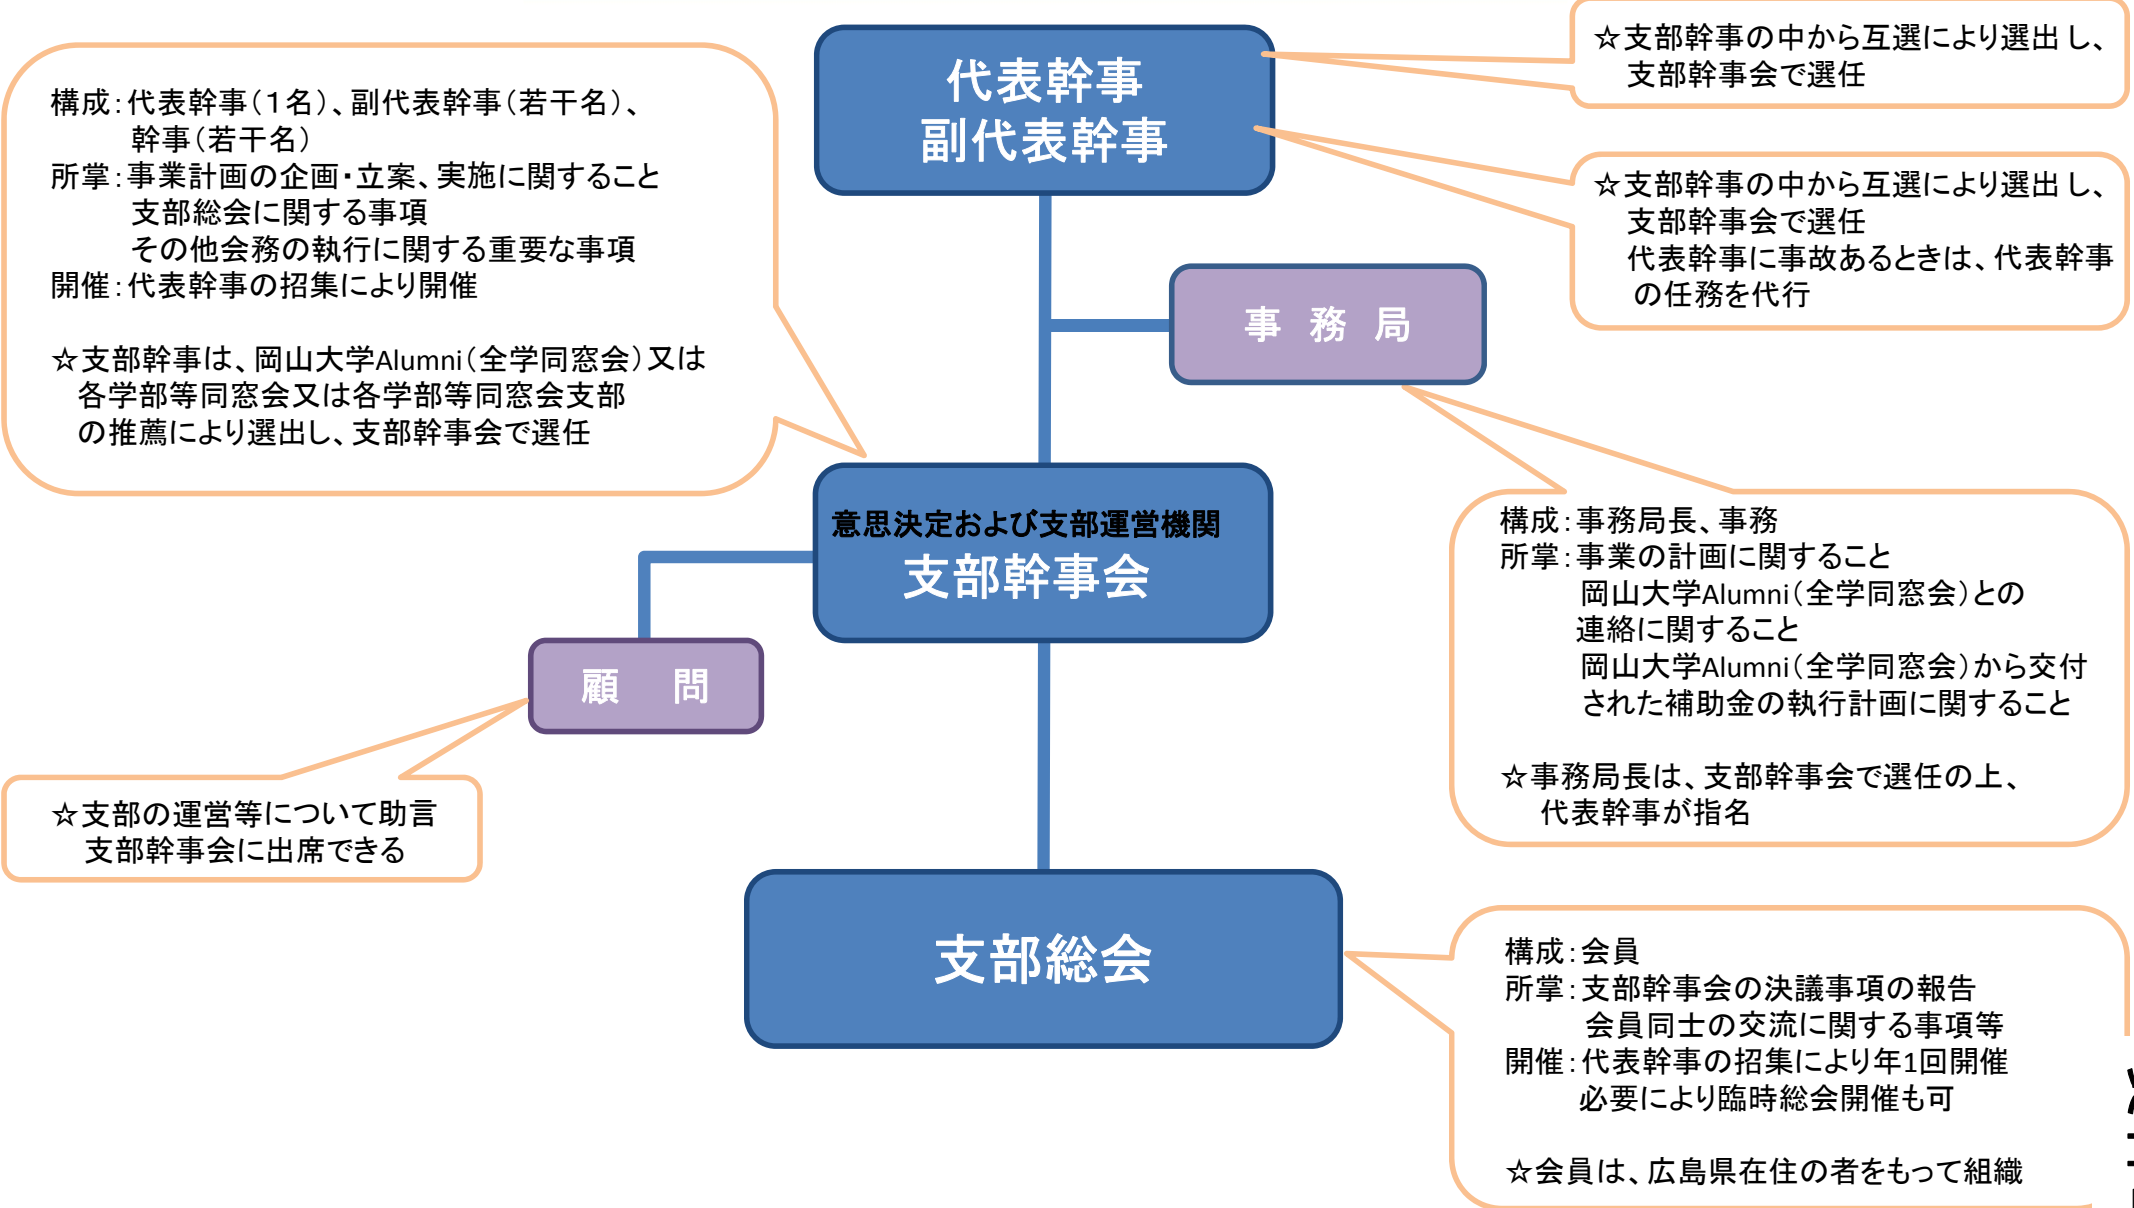 代表幹事
副代表幹事
☆支部幹事の中から互選により選出し、
支部幹事会で選任
☆支部幹事の中から互選により選出し、
支部幹事会で選任
代表幹事に事故あるときは、代表幹事
の任務を代行
構成：代表幹事（１名）、副代表幹事（若干名）、
幹事（若干名）
所掌：事業計画の企画・立案、実施に関すること
支部総会に関する事項
その他会務の執行に関する重要な事項
開催：代表幹事の招集により開催
☆支部幹事は、岡山大学Alumni（全学同窓会）又は
各学部等同窓会又は各学部等同窓会支部
の推薦により選出し、支部幹事会で選任
事 務 局
意思決定および支部運営機関
支部幹事会
構成：事務局長、事務
所掌：事業の計画に関すること
岡山大学Alumni（全学同窓会）との
連絡に関すること
岡山大学Alumni（全学同窓会）から交付
された補助金の執行計画に関すること
☆事務局長は、支部幹事会で選任の上、
代表幹事が指名
顧 問
☆支部の運営等について助言
支部幹事会に出席できる
支部総会
構成：会員
所掌：支部幹事会の決議事項の報告
会員同士の交流に関する事項等
開催：代表幹事の招集により年1回開催
必要により臨時総会開催も可
☆会員は、広島県在住の者をもって組織